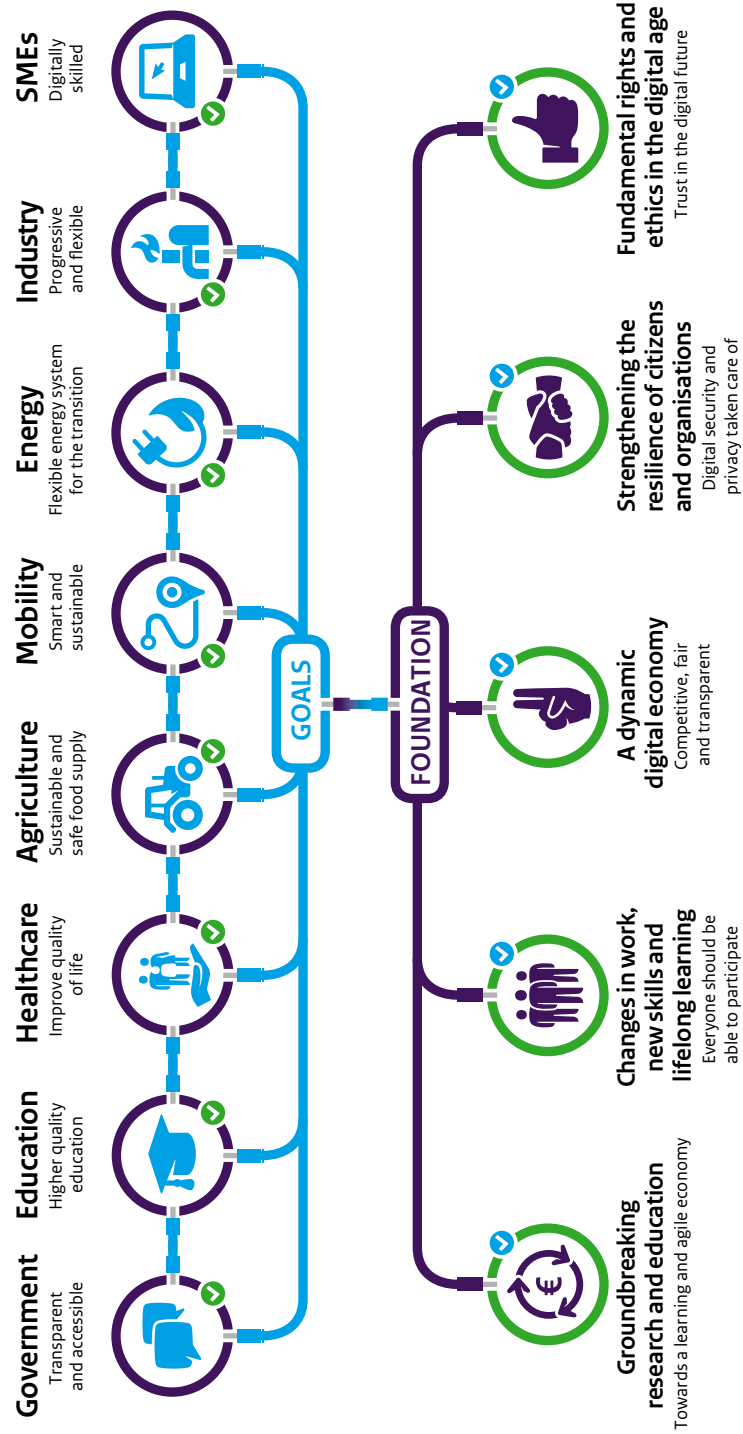 Government
Transparent
and accessible
Education
Higher quality
education
Healthcare
Improve quality
of life
Agriculture
Sustainable and
safe food supply
Mobility
Smart and
sustainable
Energy
Flexible energy system
for the transition
Industry
Progressive
and flexible
SMEs
Digitally
skilled
GOALS
FOUNDATION
€
Groundbreaking
research and education
Towards a learning and agile economy
Changes in work,
new skills and
lifelong learning
Everyone should be
able to participate
A dynamic
digital economy
Competitive, fair
and transparent
Strengthening the
resilience of citizens
and organisations
Digital security and
privacy taken care of
Fundamental rights and
ethics in the digital age
Trust in the digital future